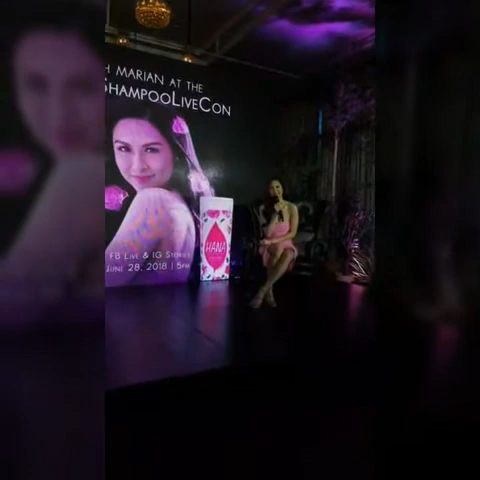 H MARIAN AT THE
SHAMPOOLIVECON
HANA
FB LIVE & IG STORIES
JUNE 28, 2018 | 5PM